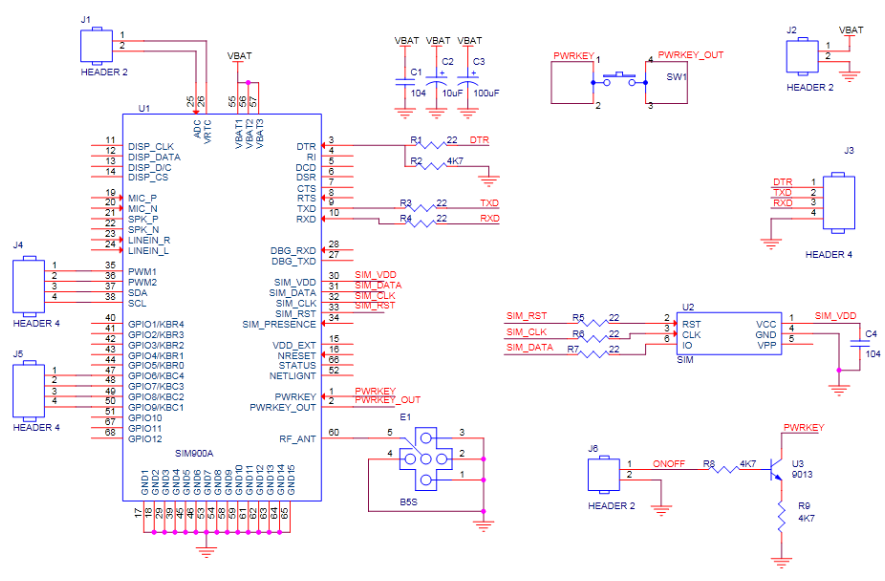 J1
1
2
HEADER 2
25
26
VBAT
55
56
57
VBAT VBAT VBAT
C1
104
C2
10uF
C3
100uF
PWRKEY
1
2
PWRKEY_OUT
4
3
SW1
J2
1
2
VBAT
HEADER 2
U1
ADC
VRTC
VBAT1
VBAT2
VBAT3
11 DISP_CLK
12 DISP_DATA
13 DISP_D/C
14 DISP_CS
19 MIC_P
20 MIC_N
21 SPK_P
22 SPK_N
23 LINEIN_R
24 LINEIN_L
35 PWM1
36 PWM2
37 SDA
38 SCL
40 GPIO1/KBR4
41 GPIO2/KBR3
42 GPIO3/KBR2
43 GPIO4/KBR1
44 GPIO5/KBR0
47 GPIO6/KBC4
48 GPIO7/KBC3
49 GPIO8/KBC2
50 GPIO9/KBC1
51 GPIO10
67 GPIO11
68 GPIO12
DTR 3
RI 4
DCD 5
DSR 6
CTS 7
RTS 8
TXD 9
RXD 10
DBG_RXD 28
DBG_TXD 27
SIM_VDD 30 SIM_VDD
SIM_DATA 31 SIM_DATA
SIM_CLK 32 SIM_CLK
SIM_RST 33 SIM_RST
SIM_PRESENCE 34
VDD_EXT 15
NRESET 16
STATUS 66
NETLIGNT 52
PWRKEY 1 PWRKEY
PWRKEY_OUT 2 PWRKEY_OUT
RF_ANT 60
SIM900A
GND1
GND2
GND3
GND4
GND5
GND6
GND7
GND8
GND9
GND10
GND11
GND12
GND13
GND14
GND15
17
18
29
39
45
46
53
54
58
59
61
62
63
64
65
R1 22 DTR
R2 4K7
R3 22 TXD
R4 22 RXD
J4
1
2
3
4
HEADER 4
J5
1
2
3
4
HEADER 4
E1
5
4
3
2
1
B5S
J3
DTR 1
TXD 2
RXD 3
4
HEADER 4
SIM_RST R5 22
SIM_CLK R6 22
SIM_DATA R7 22
U2
2 RST
3 CLK
6 IO
VCC 1 SIM_VDD
GND 4
VPP 5
SIM
C4
104
J6
1
2
HEADER 2
ONOFF
R8 4K7
PWRKEY
U3
9013
R9
4K7